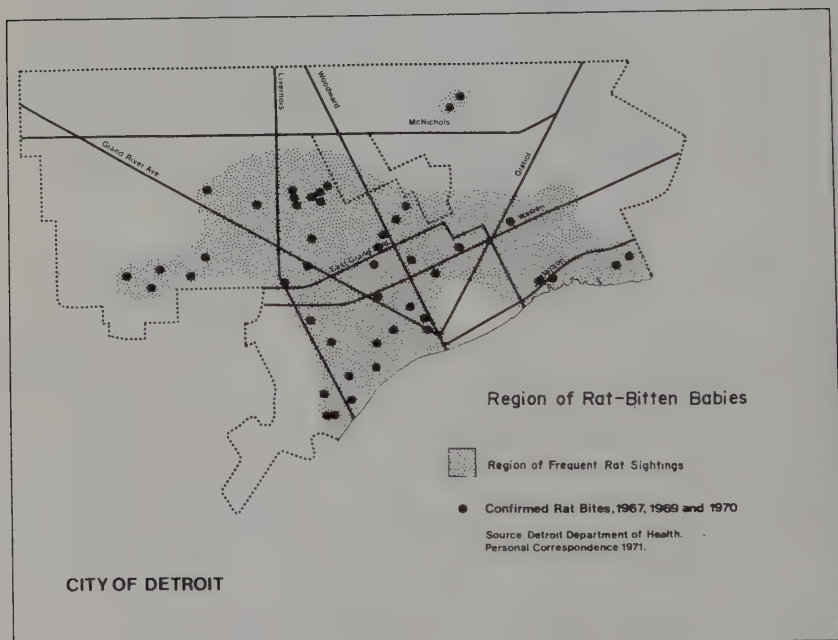 Livernois
Woodward
McNichols
Grand River Ave
Gratiot
Warren
Region of Rat-Bitten Babies
Region of Frequent Rat Sightings
Confirmed Rat Bites, 1967, 1969 and 1970
Source Detroit Department of Health.
Personal Correspondence 1971.
CITY OF DETROIT